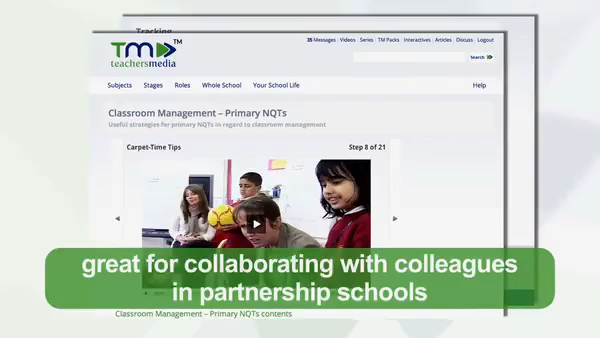 Tracking
TM TM
teachersmedia
35 Messages Videos Series TM Packs Interactives Articles Discuss Logout
Search
Subjects Stages Roles Whole School Your School Life Help
Classroom Management – Primary NQTs
Useful strategies for primary NQTs in regard to classroom management
Carpet-Time Tips Step 8 of 21
great for collaborating with colleagues
in partnership schools
Classroom Management – Primary NQTs contents